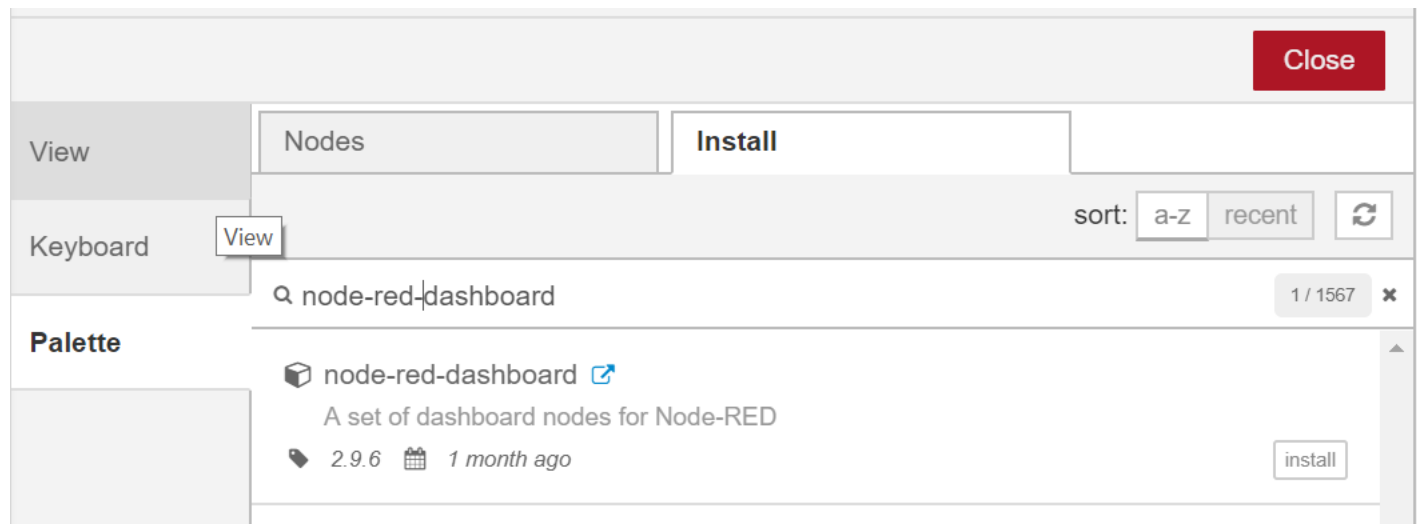 Close
View
Nodes
Install
sort: a-z recent
Keyboard
View
node-red-dashboard
1 / 1567
Palette
node-red-dashboard
A set of dashboard nodes for Node-RED
2.9.6 1 month ago
install